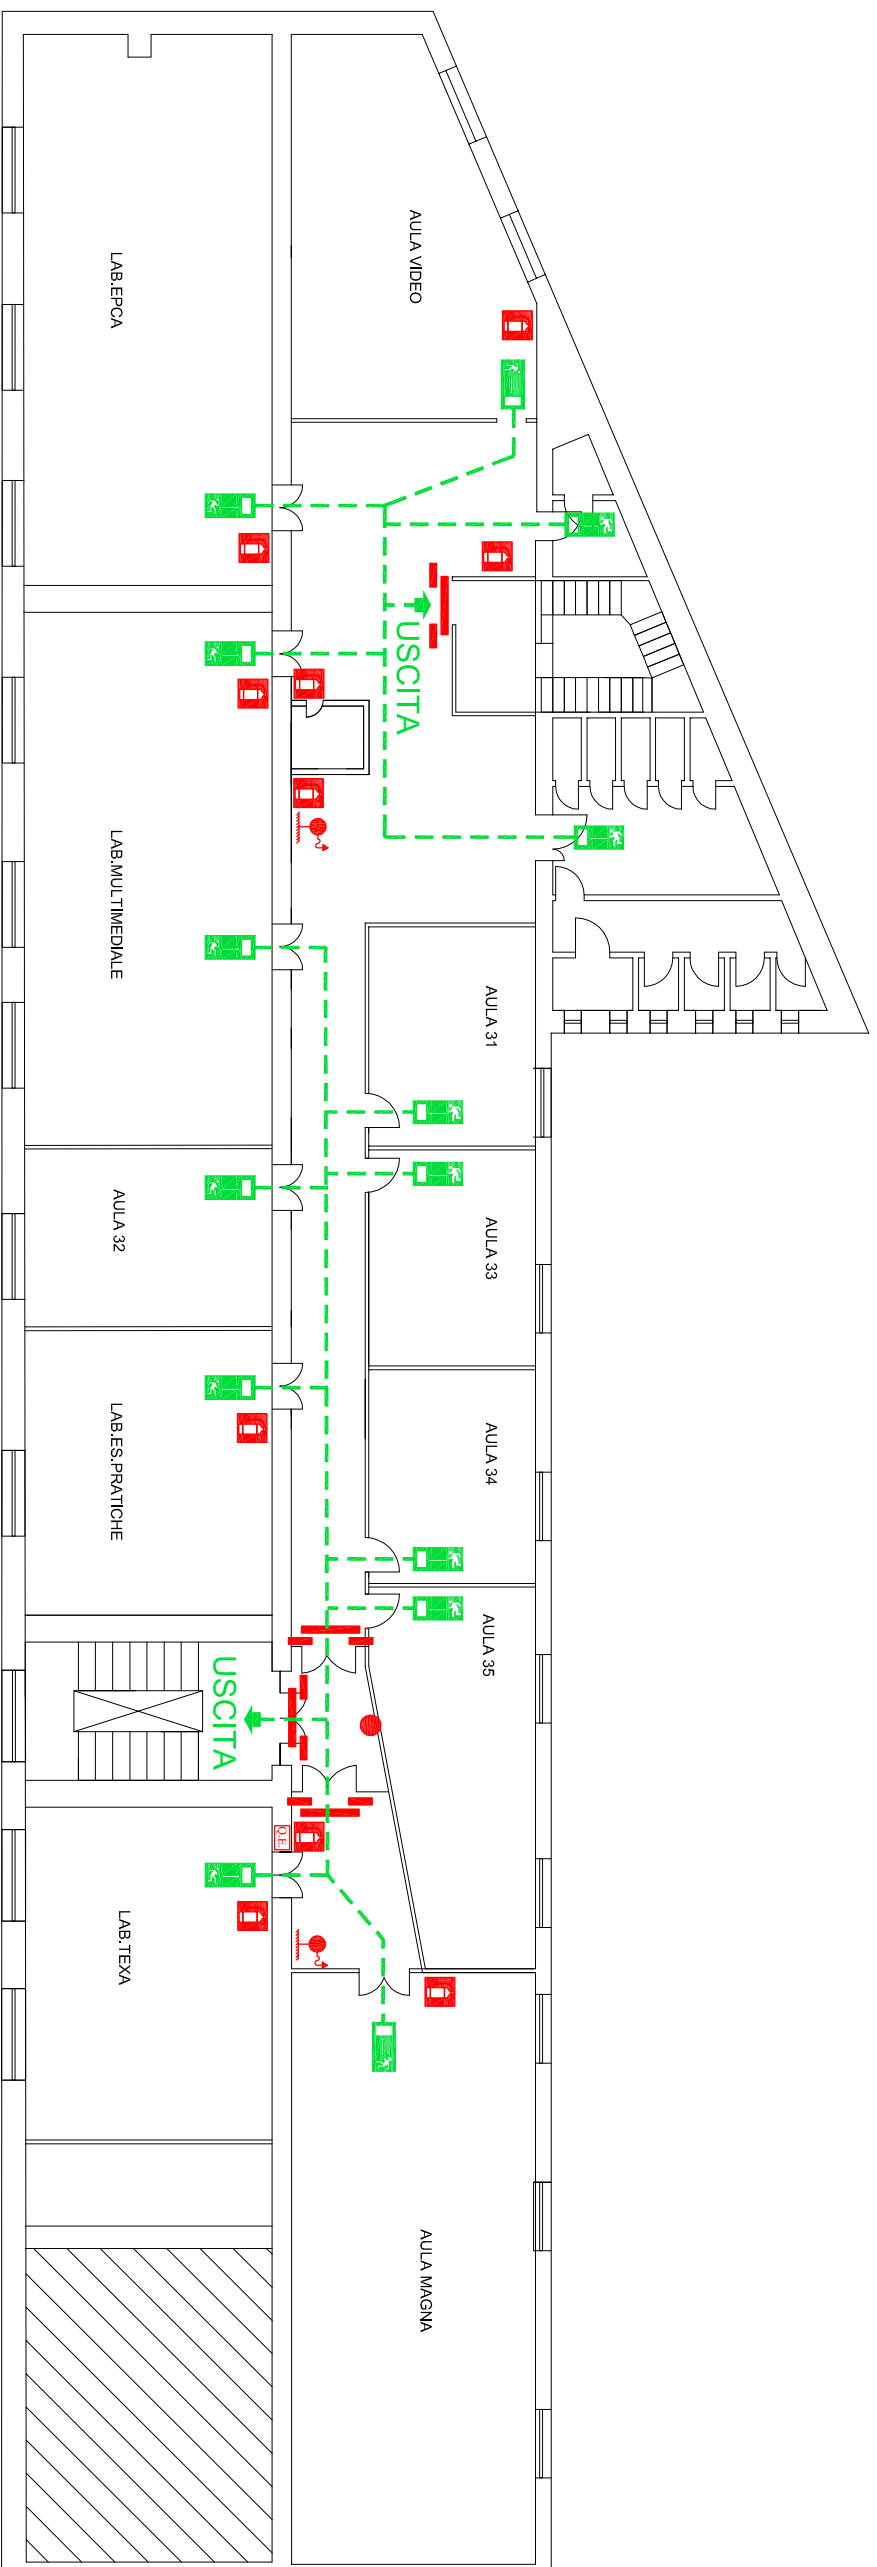 AULA VIDEO
LAB.EPCA
USCITA
LAB.MULTIMEDIALE
AULA 31
AULA 32
AULA 33
LAB.ES.PRATICHE
AULA 34
AULA 35
USCITA
Q.E.
LAB.TEXA
AULA MAGNA